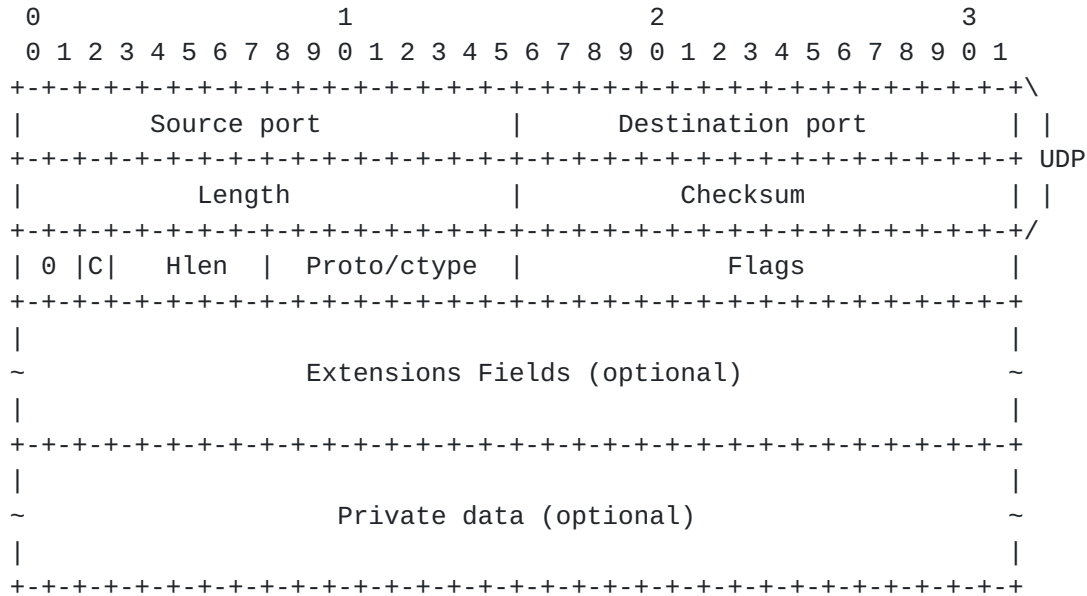 0                   1                   2                   3
 0 1 2 3 4 5 6 7 8 9 0 1 2 3 4 5 6 7 8 9 0 1 2 3 4 5 6 7 8 9 0 1
+-+-+-+-+-+-+-+-+-+-+-+-+-+-+-+-+-+-+-+-+-+-+-+-+-+-+-+-+-+-+-+-+\
|        Source port            |      Destination port         | |
+-+-+-+-+-+-+-+-+-+-+-+-+-+-+-+-+-+-+-+-+-+-+-+-+-+-+-+-+-+-+-+-+ UDP
|           Length              |          Checksum             | |
+-+-+-+-+-+-+-+-+-+-+-+-+-+-+-+-+-+-+-+-+-+-+-+-+-+-+-+-+-+-+-+-+/
| 0 |C|   Hlen  |  Proto/ctype  |             Flags             |
+-+-+-+-+-+-+-+-+-+-+-+-+-+-+-+-+-+-+-+-+-+-+-+-+-+-+-+-+-+-+-+-+
|                                                               |
~                  Extensions Fields (optional)                 ~
|                                                               |
+-+-+-+-+-+-+-+-+-+-+-+-+-+-+-+-+-+-+-+-+-+-+-+-+-+-+-+-+-+-+-+-+
|                                                               |
~                    Private data (optional)                    ~
|                                                               |
+-+-+-+-+-+-+-+-+-+-+-+-+-+-+-+-+-+-+-+-+-+-+-+-+-+-+-+-+-+-+-+-+